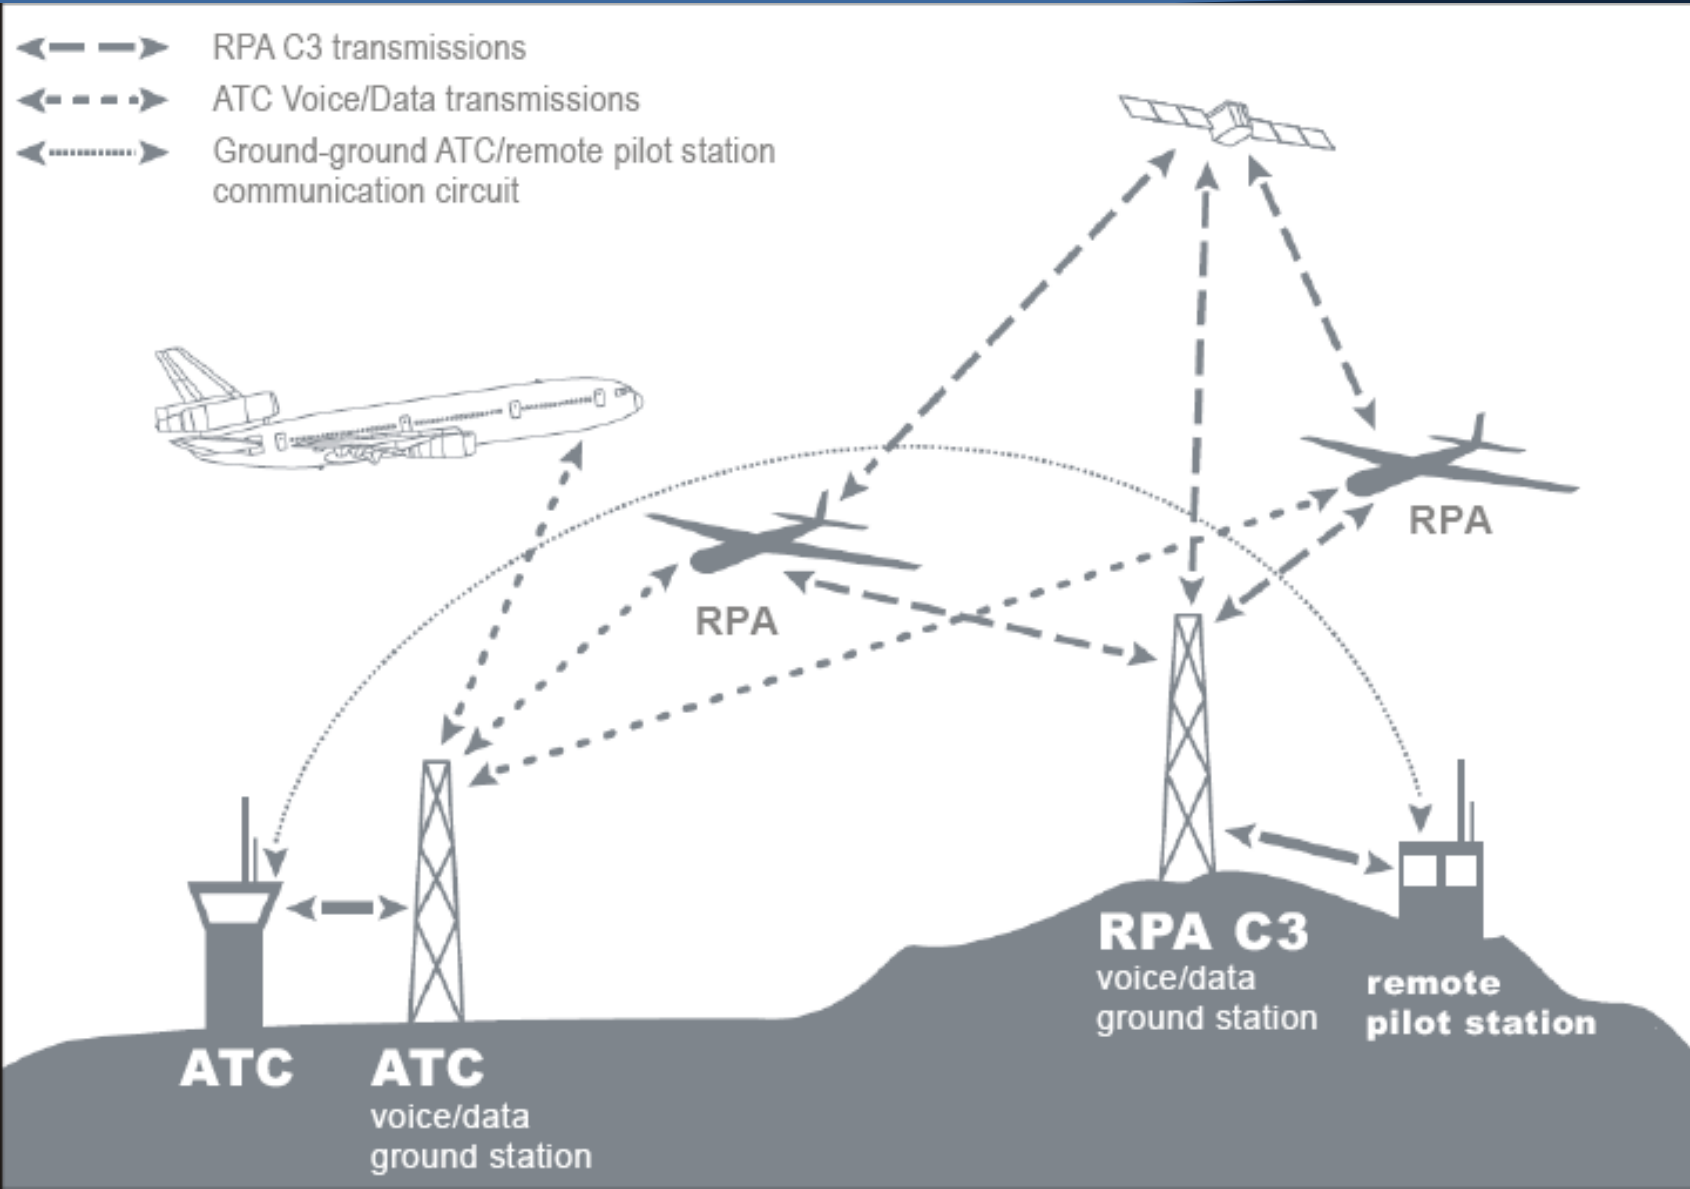 RPA C3 transmissions
ATC Voice/Data transmissions
Ground-ground ATC/remote pilot station
communication circuit
RPA
RPA
RPA C3
voice/data
ground station
remote
pilot station
ATC
ATC
voice/data
ground station